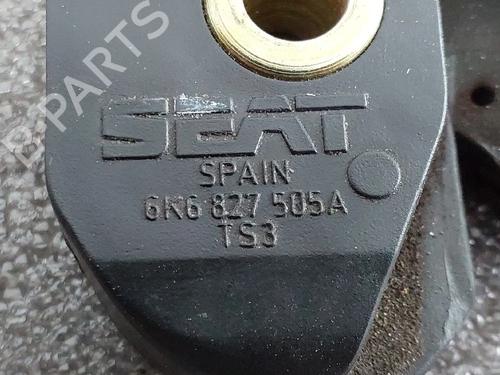 B-PARTS
SEAT
SPAIN
6K6 827 505A
TS3